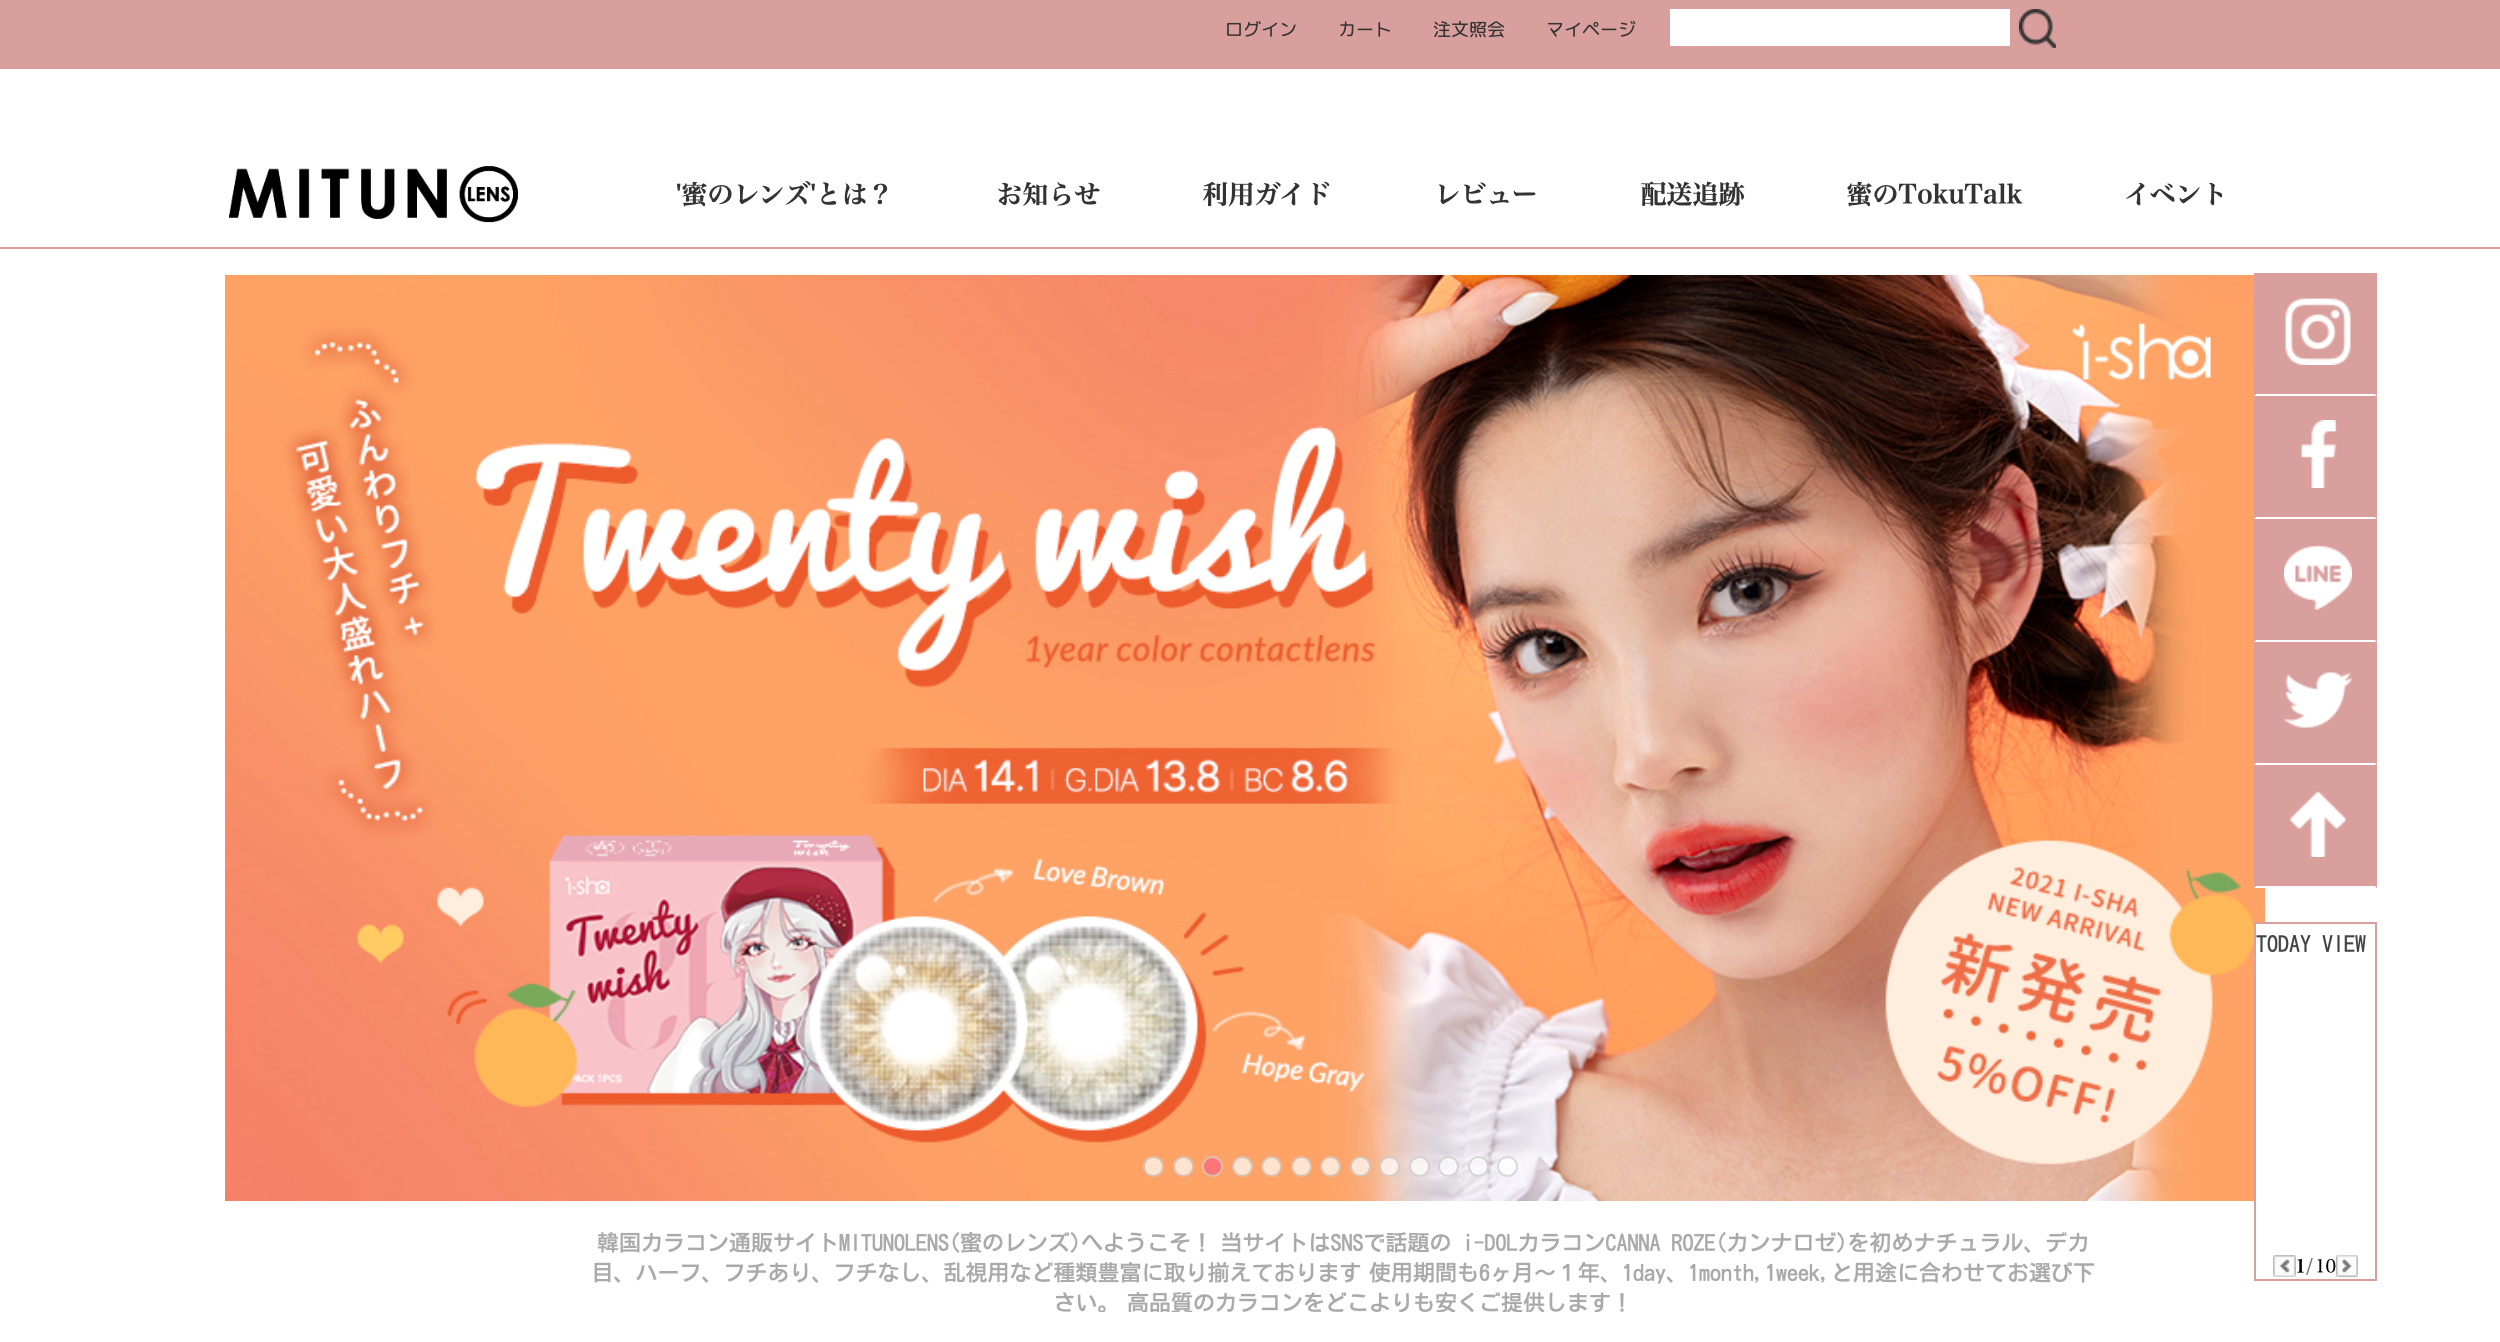 ログイン カート 注文照会 マイページ
MITUNO LENS
'蜜のレンズ'とは？ お知らせ 利用ガイド レビュー 配送追跡 蜜のTokuTalk イベント
i-sha
ふんわりフチ +
可愛い大人盛れハーフ
Twenty wish
1year color contactlens
DIA 14.1 | G.DIA 13.8 | BC 8.6
Love Brown
Hope Gray
i-sha
Twenty
wish
Twenty
wish
PACK 1PCS
2021 I-SHA
NEW ARRIVAL
新発売
5%OFF!
LINE
TODAY VIEW
1/10
韓国カラコン通販サイトMITUNOLENS(蜜のレンズ)へようこそ！ 当サイトはSNSで話題の i-DOLカラコンCANNA ROZE(カンナロゼ)を初めナチュラル、デカ
目、ハーフ、フチあり、フチなし、乱視用など種類豊富に取り揃えております 使用期間も6ヶ月～１年、1day、1month,1week,と用途に合わせてお選び下
さい。 高品質のカラコンをどこよりも安くご提供します！